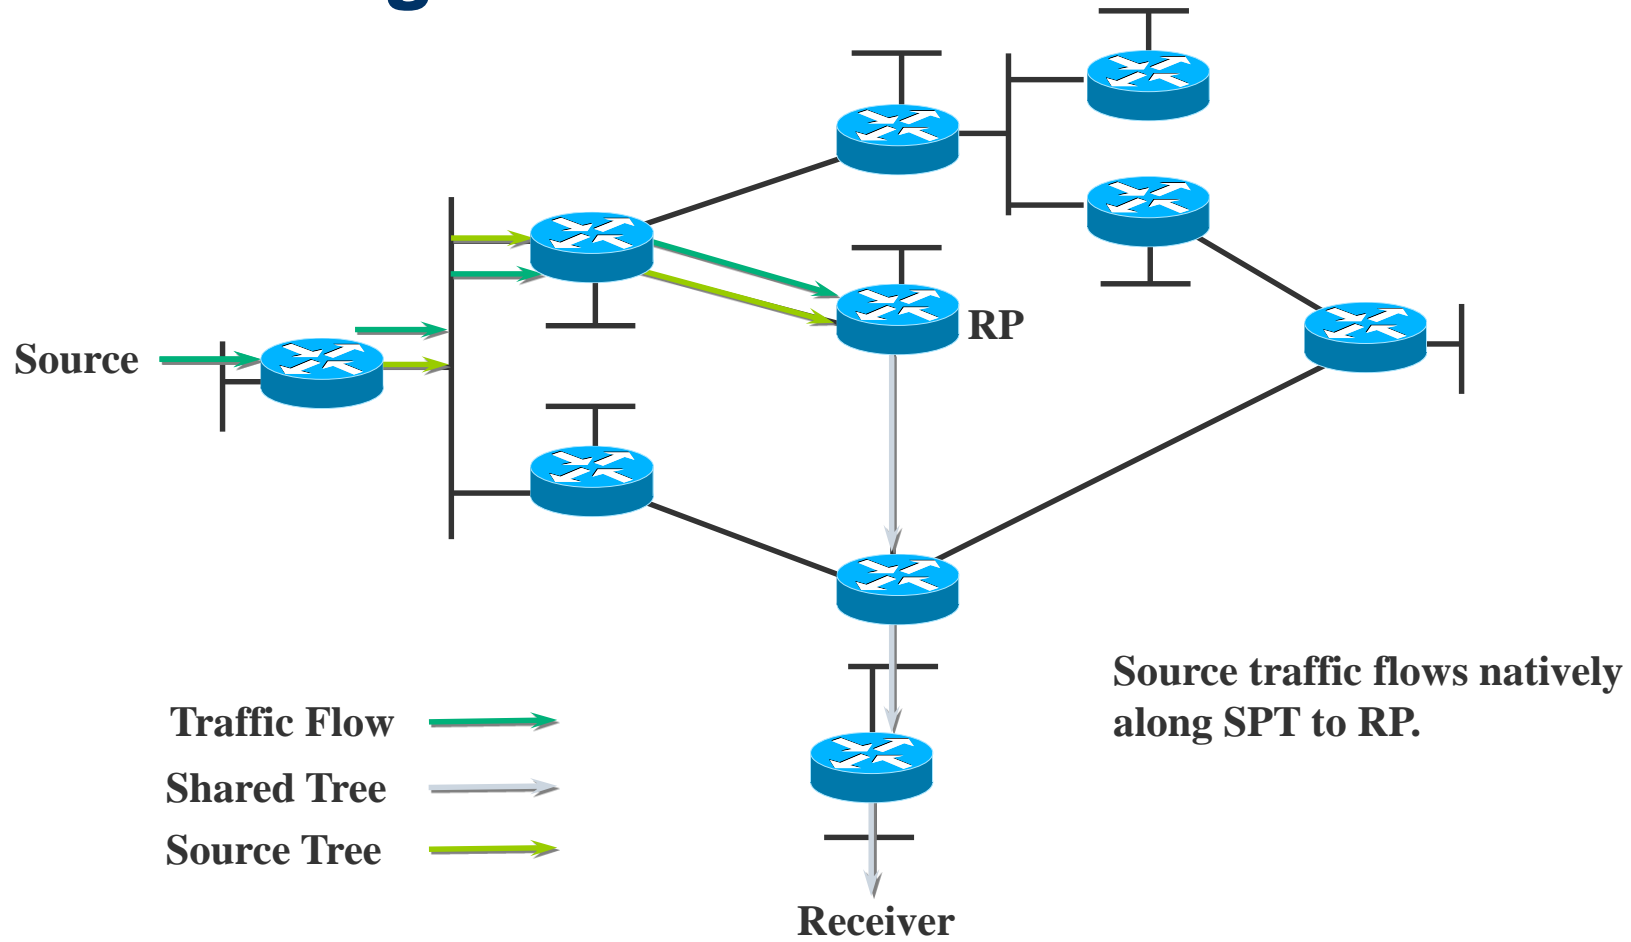 RP
Source
Source traffic flows natively
along SPT to RP.
Traffic Flow
Shared Tree
Source Tree
Receiver